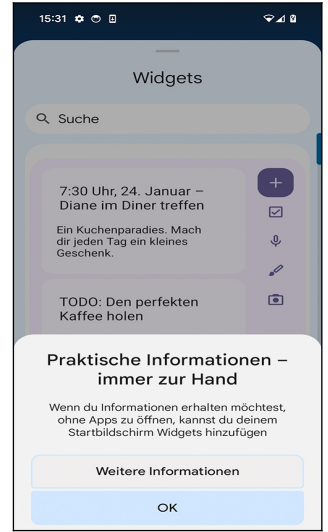 15:31
Widgets
Suche
7:30 Uhr, 24. Januar –
Diane im Diner treffen
Ein Kuchenparadies. Mach
dir jeden Tag ein kleines
Geschenk.
TODO: Den perfekten
Kaffee holen
Praktische Informationen –
immer zur Hand
Wenn du Informationen erhalten möchtest,
ohne Apps zu öffnen, kannst du deinem
Startbildschirm Widgets hinzufügen
Weitere Informationen
OK